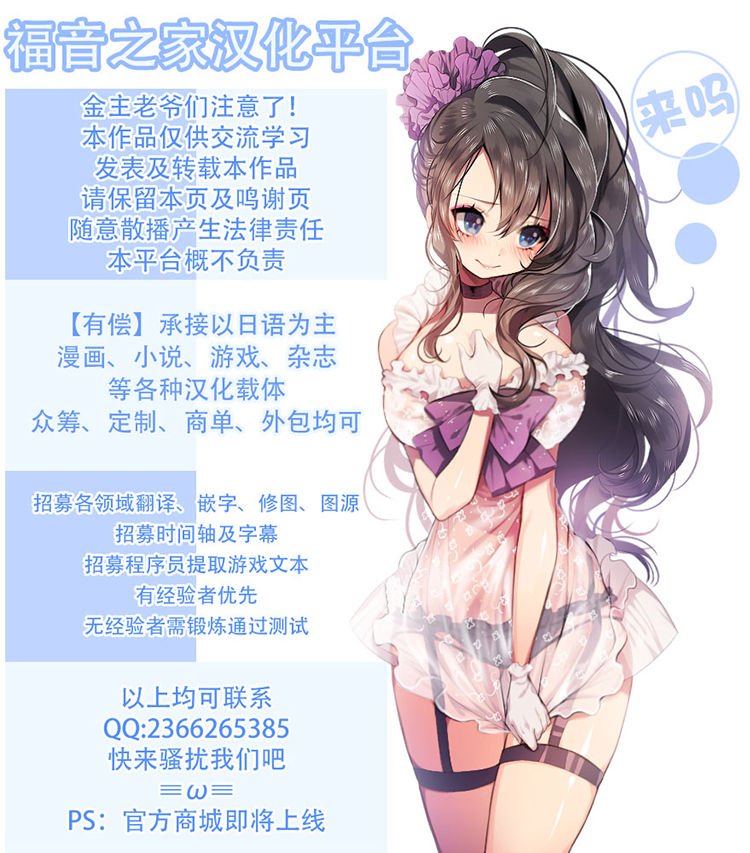 福音之家汉化平台
来吗
金主老爷们注意了!
本作品仅供交流学习
发表及转载本作品
请保留本页及鸣谢页
随意散播产生法律责任
本平台概不负责
【有偿】承接以日语为主
漫画、小说、游戏、杂志
等各种汉化载体
众筹、定制、商单、外包均可
招募各领域翻译、嵌字、修图、图源
招募时间轴及字幕
招募程序员提取游戏文本
有经验者优先
无经验者需锻炼通过测试
以上均可联系
QQ:2366265385
快来骚扰我们吧
≡ω≡
PS：官方商城即将上线